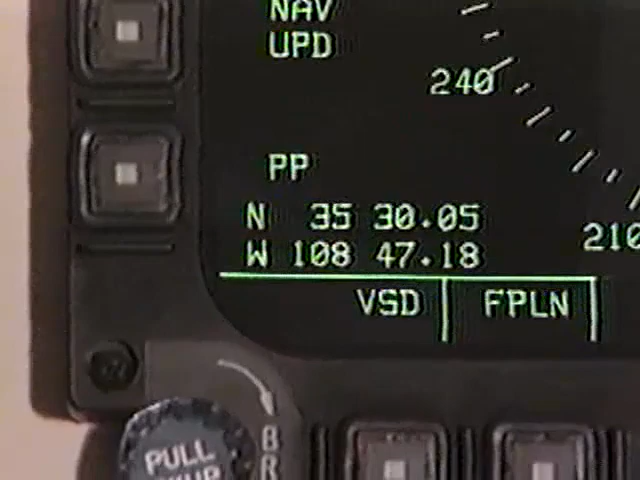 NAV
UPD
240
PP
N 35 30.05
210
W 108 47.18
VSD FPLN
PULL
BR